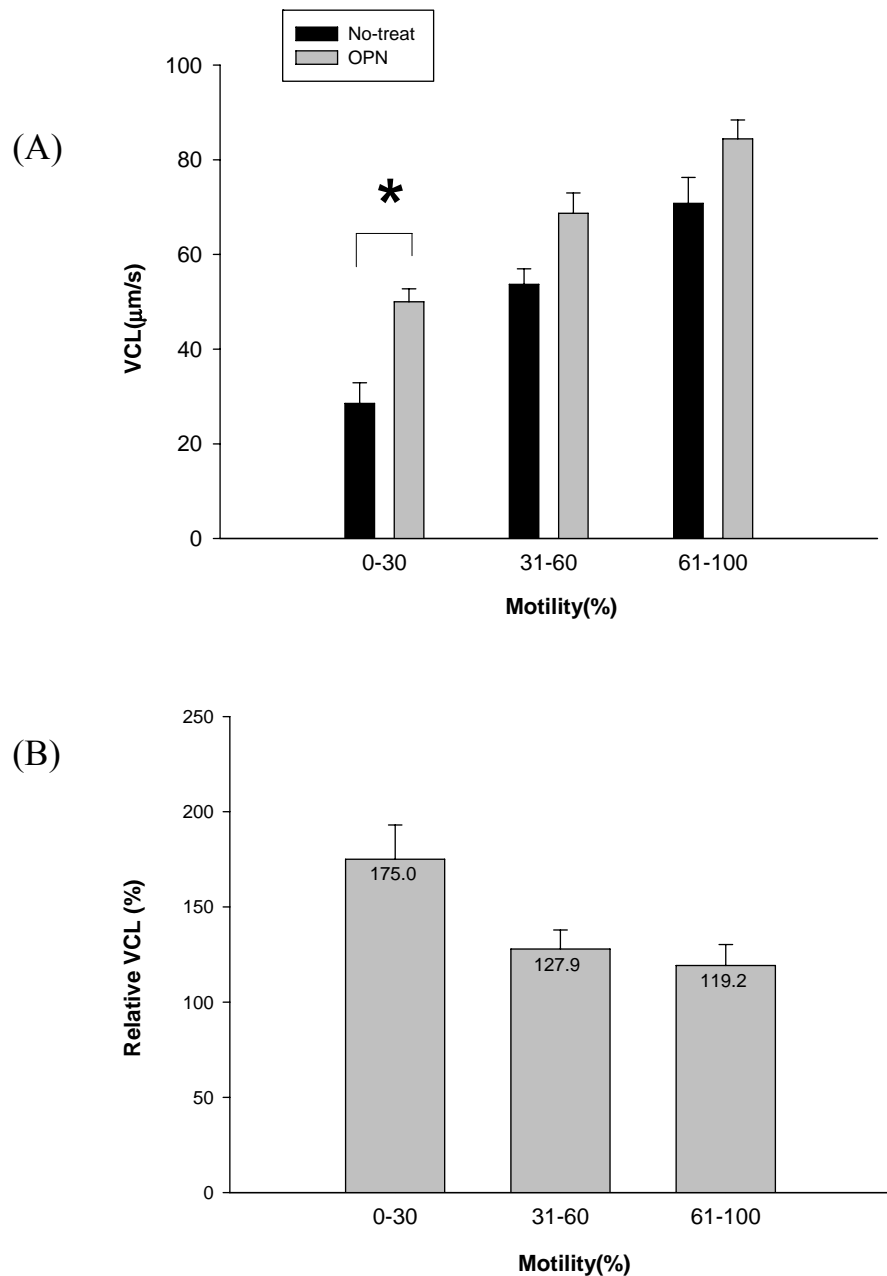 No-treat
OPN
(A)
100
80
60
40
20
0
VCL(μm/s)
*
0-30 31-60 61-100
Motility(%)
(B)
250
200
150
100
50
0
Relative VCL (%)
175.0
127.9
119.2
0-30 31-60 61-100
Motility(%)